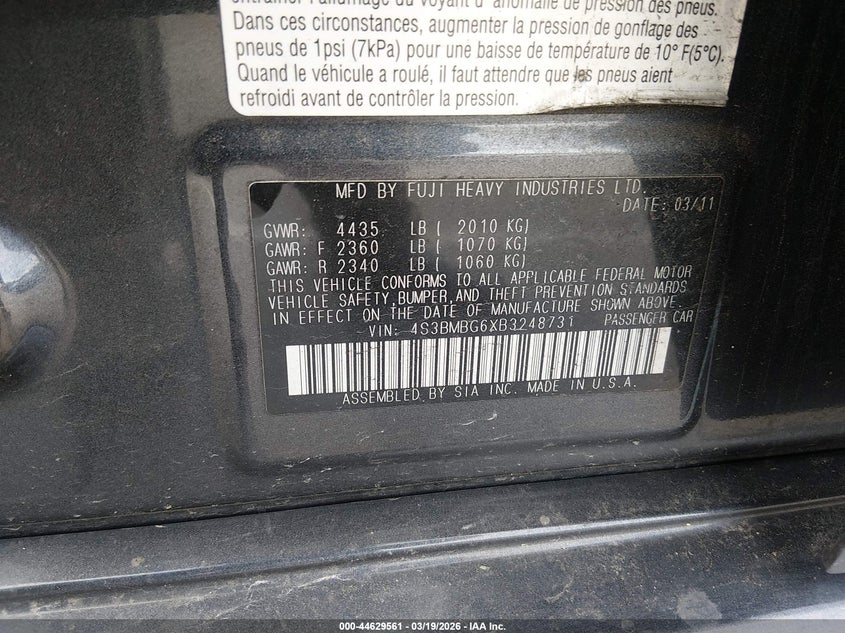 entraîner l'allumage du voyant d'anomalie de pression des pneus.
Dans ces circonstances, augmenter la pression de gonflage des
pneus de 1psi (7kPa) pour une baisse de température de 10° F(5°C).
Quand le véhicule a roulé, il faut attendre que les pneus aient
refroidi avant de contrôler la pression.
MFD BY FUJI HEAVY INDUSTRIES LTD.
DATE: 03/11
GVWR: 4435 LB ( 2010 KG)
GAWR: F 2360 LB ( 1070 KG)
GAWR: R 2340 LB ( 1060 KG)
THIS VEHICLE CONFORMS TO ALL APPLICABLE FEDERAL MOTOR
VEHICLE SAFETY, BUMPER, AND THEFT PREVENTION STANDARDS
IN EFFECT ON THE DATE OF MANUFACTURE SHOWN ABOVE.
VIN: 4S3BMBG6XB3248731 PASSENGER CAR
ASSEMBLED BY SIA INC. MADE IN U.S.A.
000-44629561 | 03/19/2026 | IAA Inc.